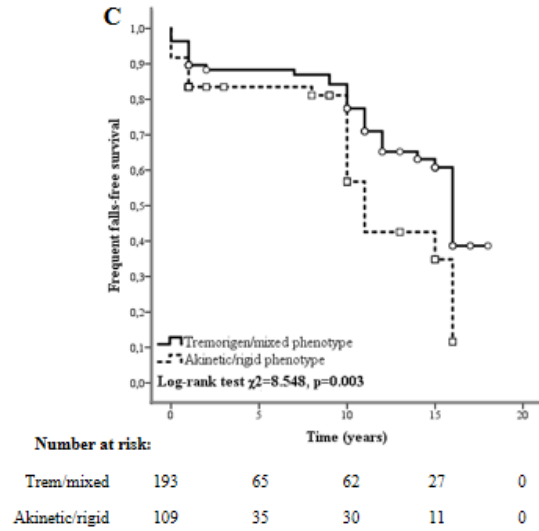 C
1,0
0,9
0,8
0,7
0,6
0,5
0,4
0,3
0,2
0,1
0,0
Frequent falls-free survival
Tremorigen/mixed phenotype
Akinetic/rigid phenotype
Log-rank test χ2=8.548, p=0.003
0 5 10 15 20
Time (years)
Number at risk:
Trem/mixed 193 65 62 27 0
Akinetic/rigid 109 35 30 11 0